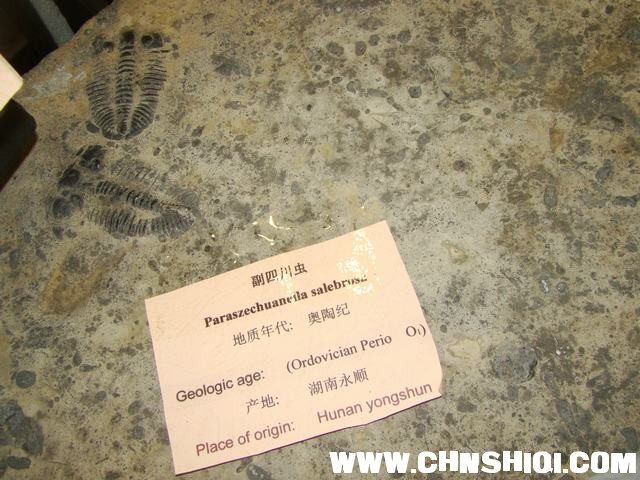 副四川虫
Paraszechuanella salebrosa
地质年代: 奥陶纪
Geologic age: (Ordovician Perio O₁)
产地: 湖南永顺
Place of origin: Hunan yongshun
WWW.CHNSHIQI.COM